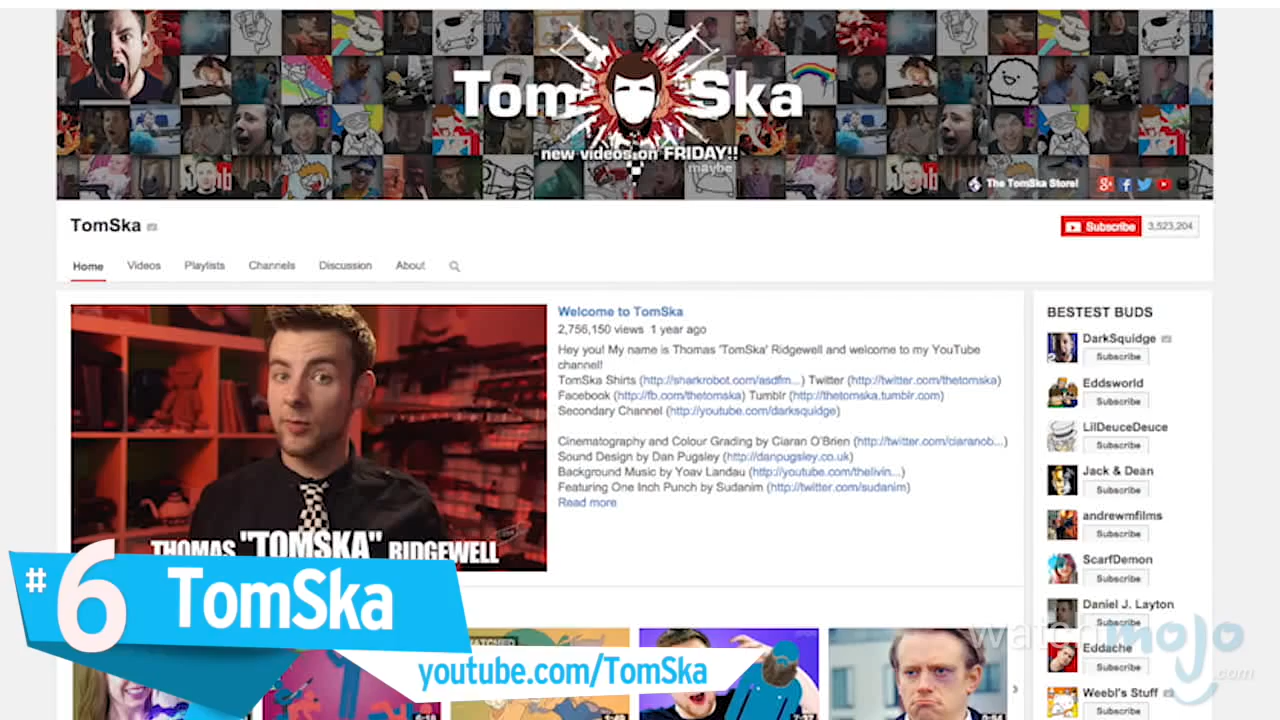 TomSka
new videos on FRIDAY!!
maybe
The TomSka Store!
TomSka
Subscribe 3,523,204
Home Videos Playlists Channels Discussion About
THOMAS "TOMSKA" RIDGEWELL
Welcome to TomSka
2,756,150 views 1 year ago
Hey you! My name is Thomas 'TomSka' Ridgewell and welcome to my YouTube
channel!
TomSka Shirts (http://sharkrobot.com/asdfm...) Twitter (http://twitter.com/thetomska)
Facebook (http://fb.com/thetomska) Tumblr (http://thetomska.tumblr.com)
Secondary Channel (http://youtube.com/darksquidge)
Cinematography and Colour Grading by Ciaran O'Brien (http://twitter.com/ciaranob...)
Sound Design by Dan Pugsley (http://danpugsley.co.uk)
Background Music by Yoav Landau (http://youtube.com/thelivin...)
Featuring One Inch Punch by Sudanim (http://twitter.com/sudanim)
Read more
BESTEST BUDS
DarkSquidge
Subscribe
Eddsworld
Subscribe
LilDeuceDeuce
Subscribe
Jack & Dean
Subscribe
andrewmfilms
Subscribe
ScarfDemon
Subscribe
Daniel J. Layton
Subscribe
Eddache
Subscribe
Weebl's Stuff
Subscribe
#6 TomSka
youtube.com/TomSka
watchmojo.com